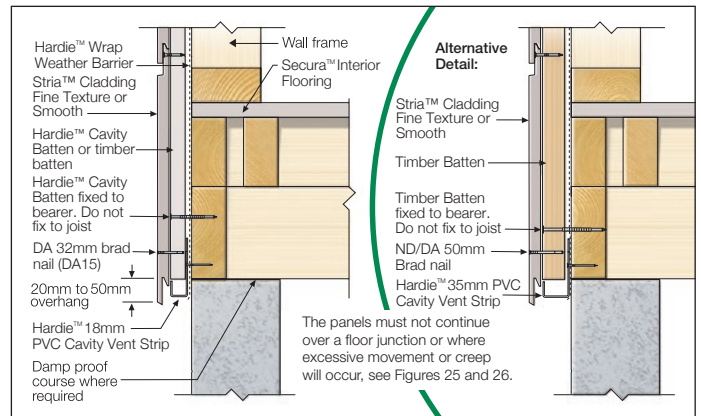 Hardie™ Wrap
Weather Barrier
Stria™ Cladding
Fine Texture or
Smooth
Hardie™ Cavity
Batten or timber
batten
Hardie™ Cavity
Batten fixed to
bearer. Do not
fix to joist
DA 32mm brad
nail (DA15)
20mm to 50mm
overhang
Hardie™ 18mm
PVC Cavity Vent Strip
Damp proof
course where
required
Wall frame
Secura™ Interior
Flooring
Alternative
Detail:
Stria™ Cladding
Fine Texture or
Smooth
Timber Batten
Timber Batten
fixed to bearer.
Do not fix to joist
ND/DA 50mm
Brad nail
Hardie™ 35mm PVC
Cavity Vent Strip
The panels must not continue
over a floor junction or where
excessive movement or creep
will occur, see Figures 25 and 26.